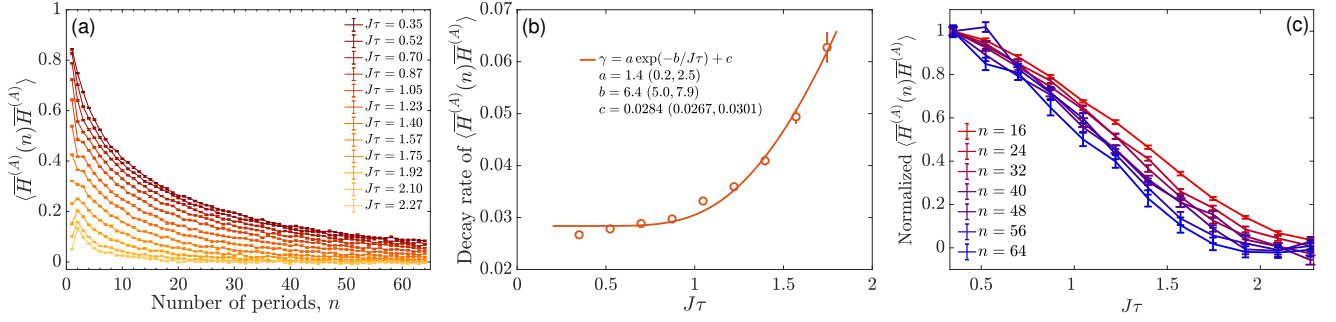 (a)
1
0.8
0.6
0.4
0.2
0
0 10 20 30 40 50 60
Number of periods, n
⟨H̅^(A)(n)H̅^(A)⟩
Jτ = 0.35
Jτ = 0.52
Jτ = 0.70
Jτ = 0.87
Jτ = 1.05
Jτ = 1.23
Jτ = 1.40
Jτ = 1.57
Jτ = 1.75
Jτ = 1.92
Jτ = 2.10
Jτ = 2.27
(b)
0.07
0.06
0.05
0.04
0.03
0.02
0 0.5 1 1.5 2
Jτ
Decay rate of ⟨H̅^(A)(n)H̅^(A)⟩
γ = a exp(−b/Jτ) + c
a = 1.4 (0.2, 2.5)
b = 6.4 (5.0, 7.9)
c = 0.0284 (0.0267, 0.0301)
(c)
1
0.8
0.6
0.4
0.2
0
0.5 1 1.5 2
Jτ
Normalized ⟨H̅^(A)(n)H̅^(A)⟩
n = 16
n = 24
n = 32
n = 40
n = 48
n = 56
n = 64